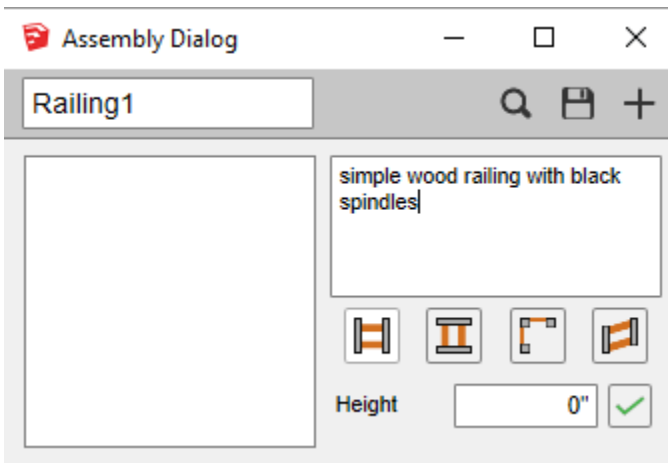 Assembly Dialog
Railing1
simple wood railing with black
spindles
Height
0"